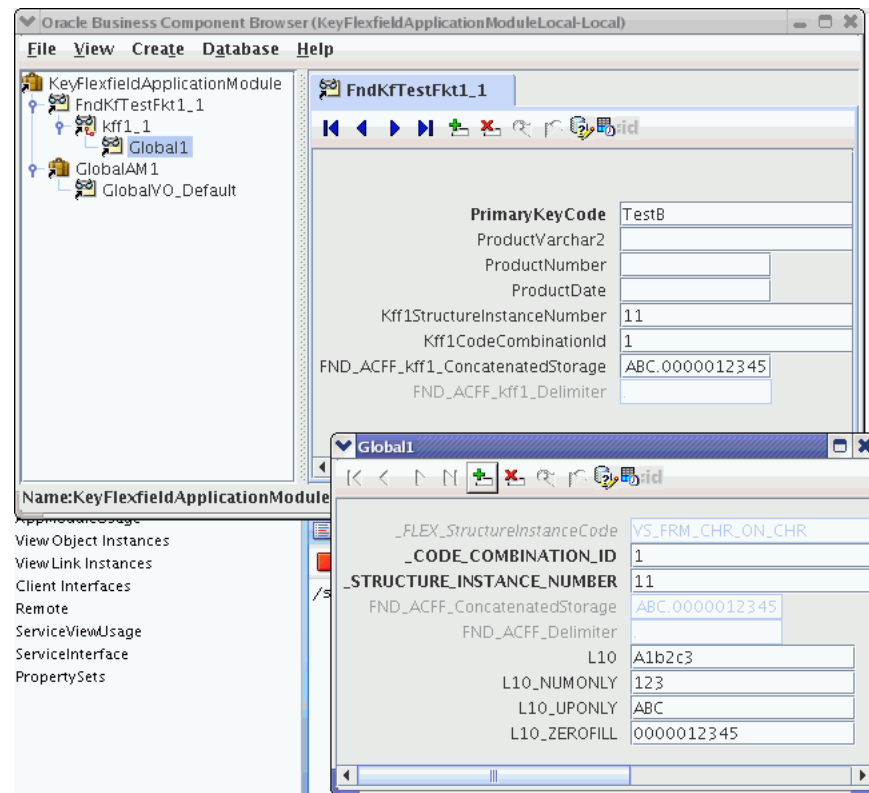 Oracle Business Component Browser (KeyFlexfieldApplicationModuleLocal-Local)
File View Create Database Help
KeyFlexfieldApplicationModule
FndKfTestFkt1_1
kff1_1
Global1
GlobalAM1
GlobalVO_Default
FndKfTestFkt1_1
:id
PrimaryKeyCode TestB
ProductVarchar2
ProductNumber
ProductDate
Kff1StructureInstanceNumber 11
Kff1CodeCombinationId 1
FND_ACFF_kff1_ConcatenatedStorage ABC.0000012345
FND_ACFF_kff1_Delimiter .
Name:KeyFlexfieldApplicationModule
AppModuleUsage
View Object Instances
View Link Instances
Client Interfaces
Remote
ServiceViewUsage
ServiceInterface
PropertySets
/s
Global1
:id
_FLEX_StructureInstanceCode VS_FRM_CHR_ON_CHR
_CODE_COMBINATION_ID 1
_STRUCTURE_INSTANCE_NUMBER 11
FND_ACFF_ConcatenatedStorage ABC.0000012345
FND_ACFF_Delimiter .
L10 A1b2c3
L10_NUMONLY 123
L10_UPONLY ABC
L10_ZEROFILL 0000012345